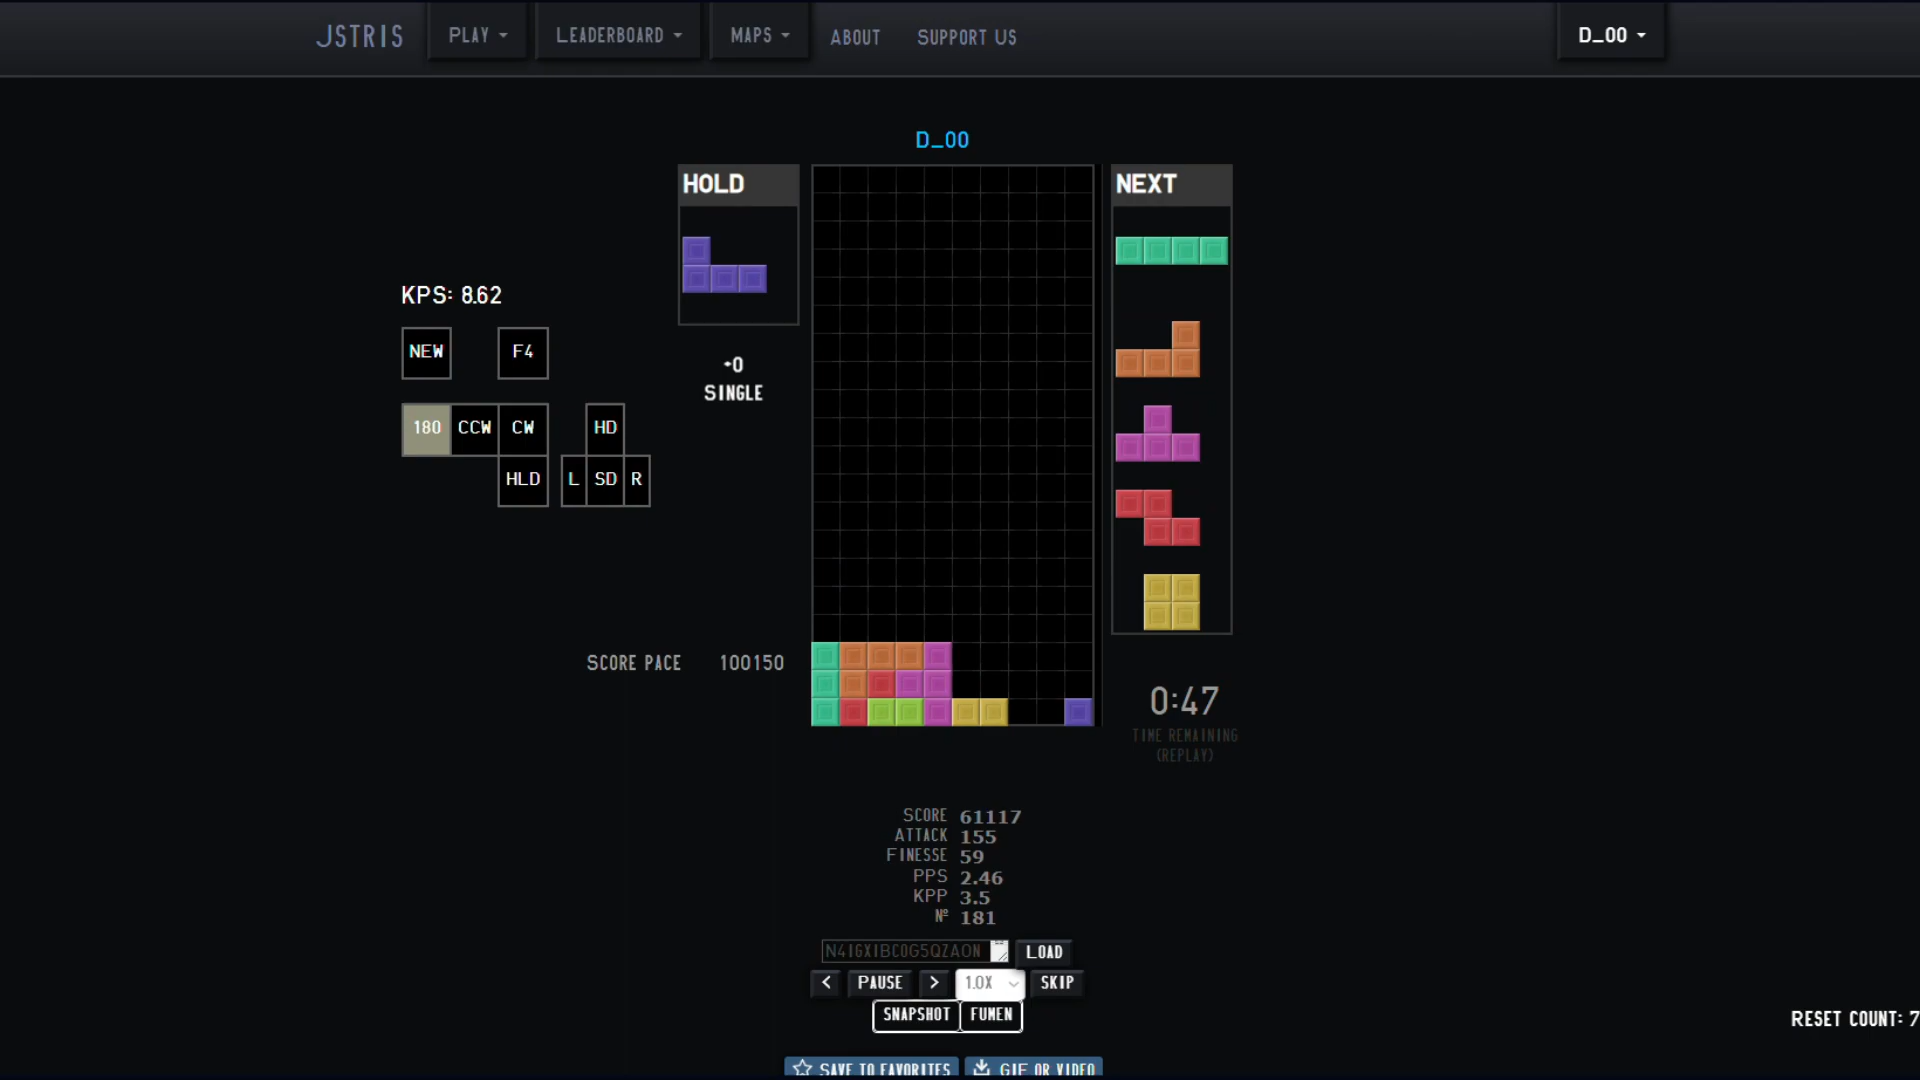 JSTRIS PLAY LEADERBOARD MAPS ABOUT SUPPORT US D_00
D_00
HOLD
NEXT
KPS: 8.62
NEW F4
180 CCW CW HD
HLD L SD R
+0
SINGLE
SCORE PACE 100150
0:47
TIME REMAINING
(REPLAY)
SCORE 61117
ATTACK 155
FINESSE 59
PPS 2.46
KPP 3.5
Nº 181
N4IGXIBC0G5QZAON LOAD
< PAUSE > 1.0X SKIP
SNAPSHOT FUMEN
RESET COUNT: 7
SAVE TO FAVORITES GIF OR VIDEO